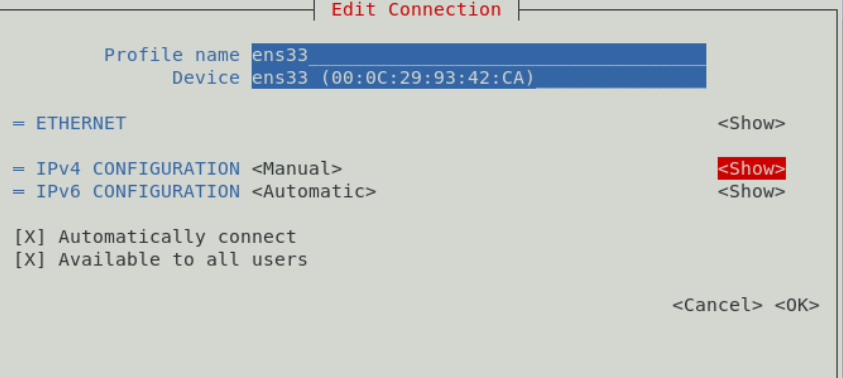 Edit Connection
Profile name ens33
Device ens33 (00:0C:29:93:42:CA)
= ETHERNET <Show>
= IPv4 CONFIGURATION <Manual> <Show>
= IPv6 CONFIGURATION <Automatic> <Show>
[X] Automatically connect
[X] Available to all users
<Cancel> <OK>